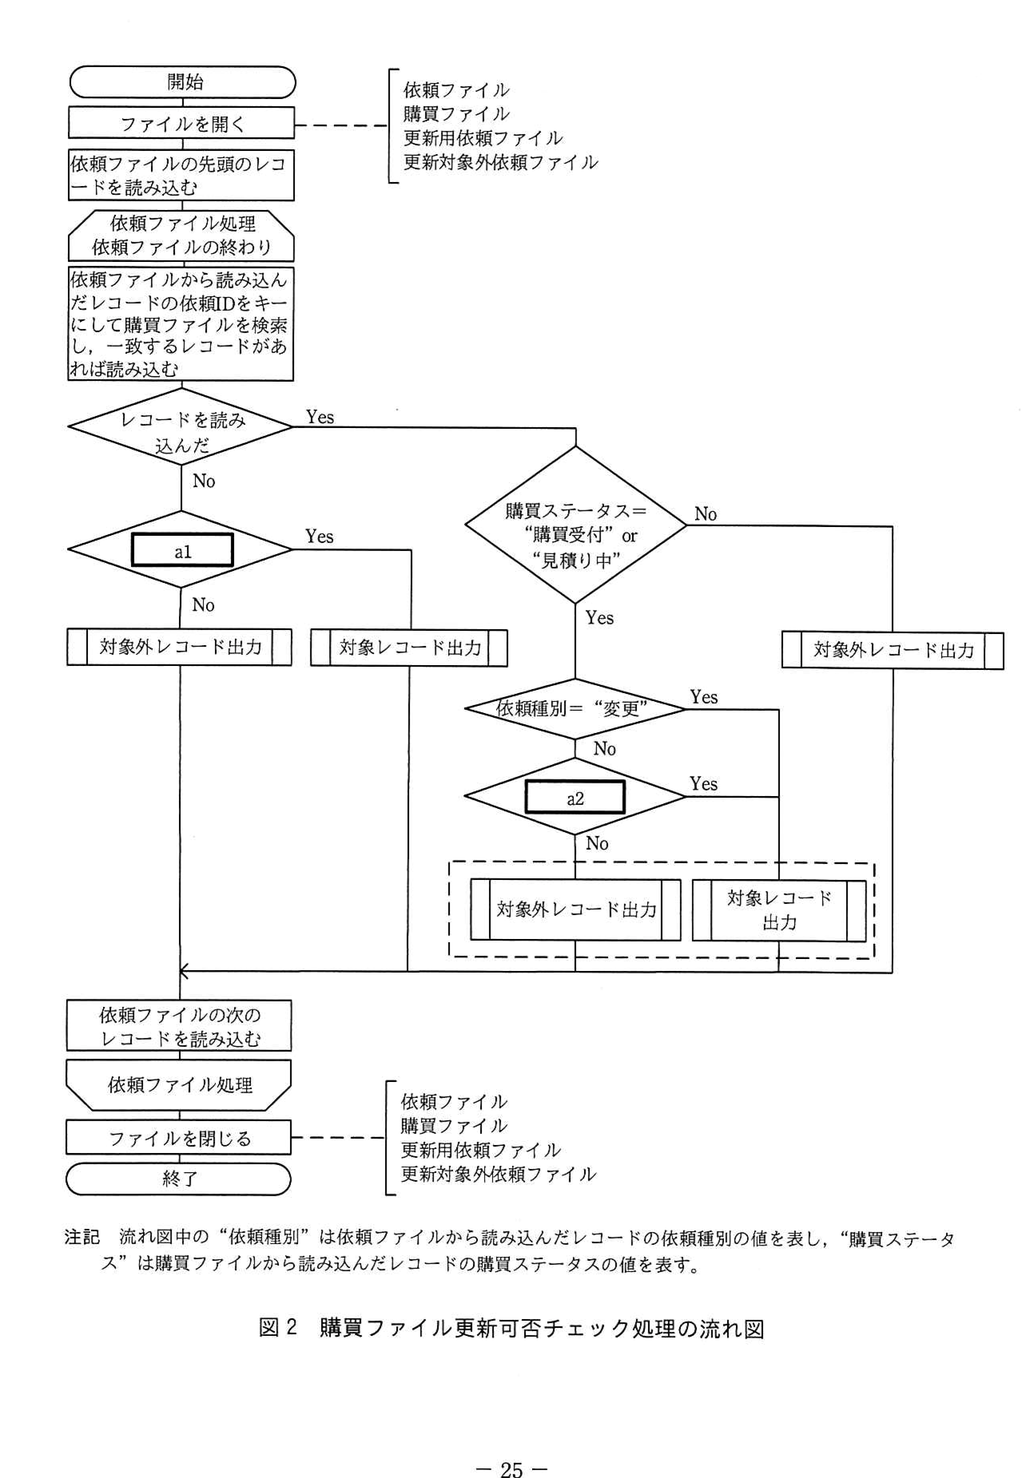 開始
ファイルを開く
依頼ファイル
購買ファイル
更新用依頼ファイル
更新対象外依頼ファイル
依頼ファイルの先頭のレコ
ードを読み込む
依頼ファイル処理
依頼ファイルの終わり
依頼ファイルから読み込ん
だレコードの依頼IDをキー
にして購買ファイルを検索
し，一致するレコードがあ
れば読み込む
レコードを読み
込んだ
Yes
No
購買ステータス＝
“購買受付” or
“見積り中”
No
Yes
a1
Yes
No
対象外レコード出力
対象レコード出力
対象外レコード出力
依頼種別＝ “変更”
Yes
No
a2
Yes
No
対象外レコード出力
対象レコード
出力
依頼ファイルの次の
レコードを読み込む
依頼ファイル処理
ファイルを閉じる
依頼ファイル
購買ファイル
更新用依頼ファイル
更新対象外依頼ファイル
終了
注記　流れ図中の“依頼種別”は依頼ファイルから読み込んだレコードの依頼種別の値を表し，“購買ステータ
ス”は購買ファイルから読み込んだレコードの購買ステータスの値を表す。
図2　購買ファイル更新可否チェック処理の流れ図
－ 25 －